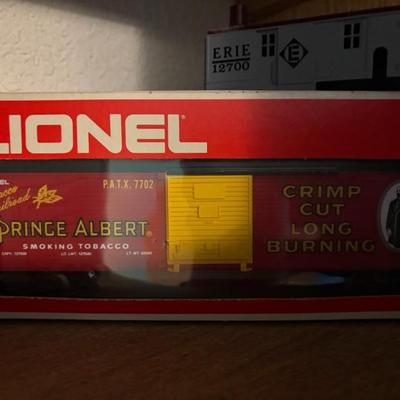 ERIE
12700
E
LIONEL
P.A.T.X. 7702
PRINCE ALBERT
SMOKING TOBACCO
CRIMP
CUT
LONG
BURNING